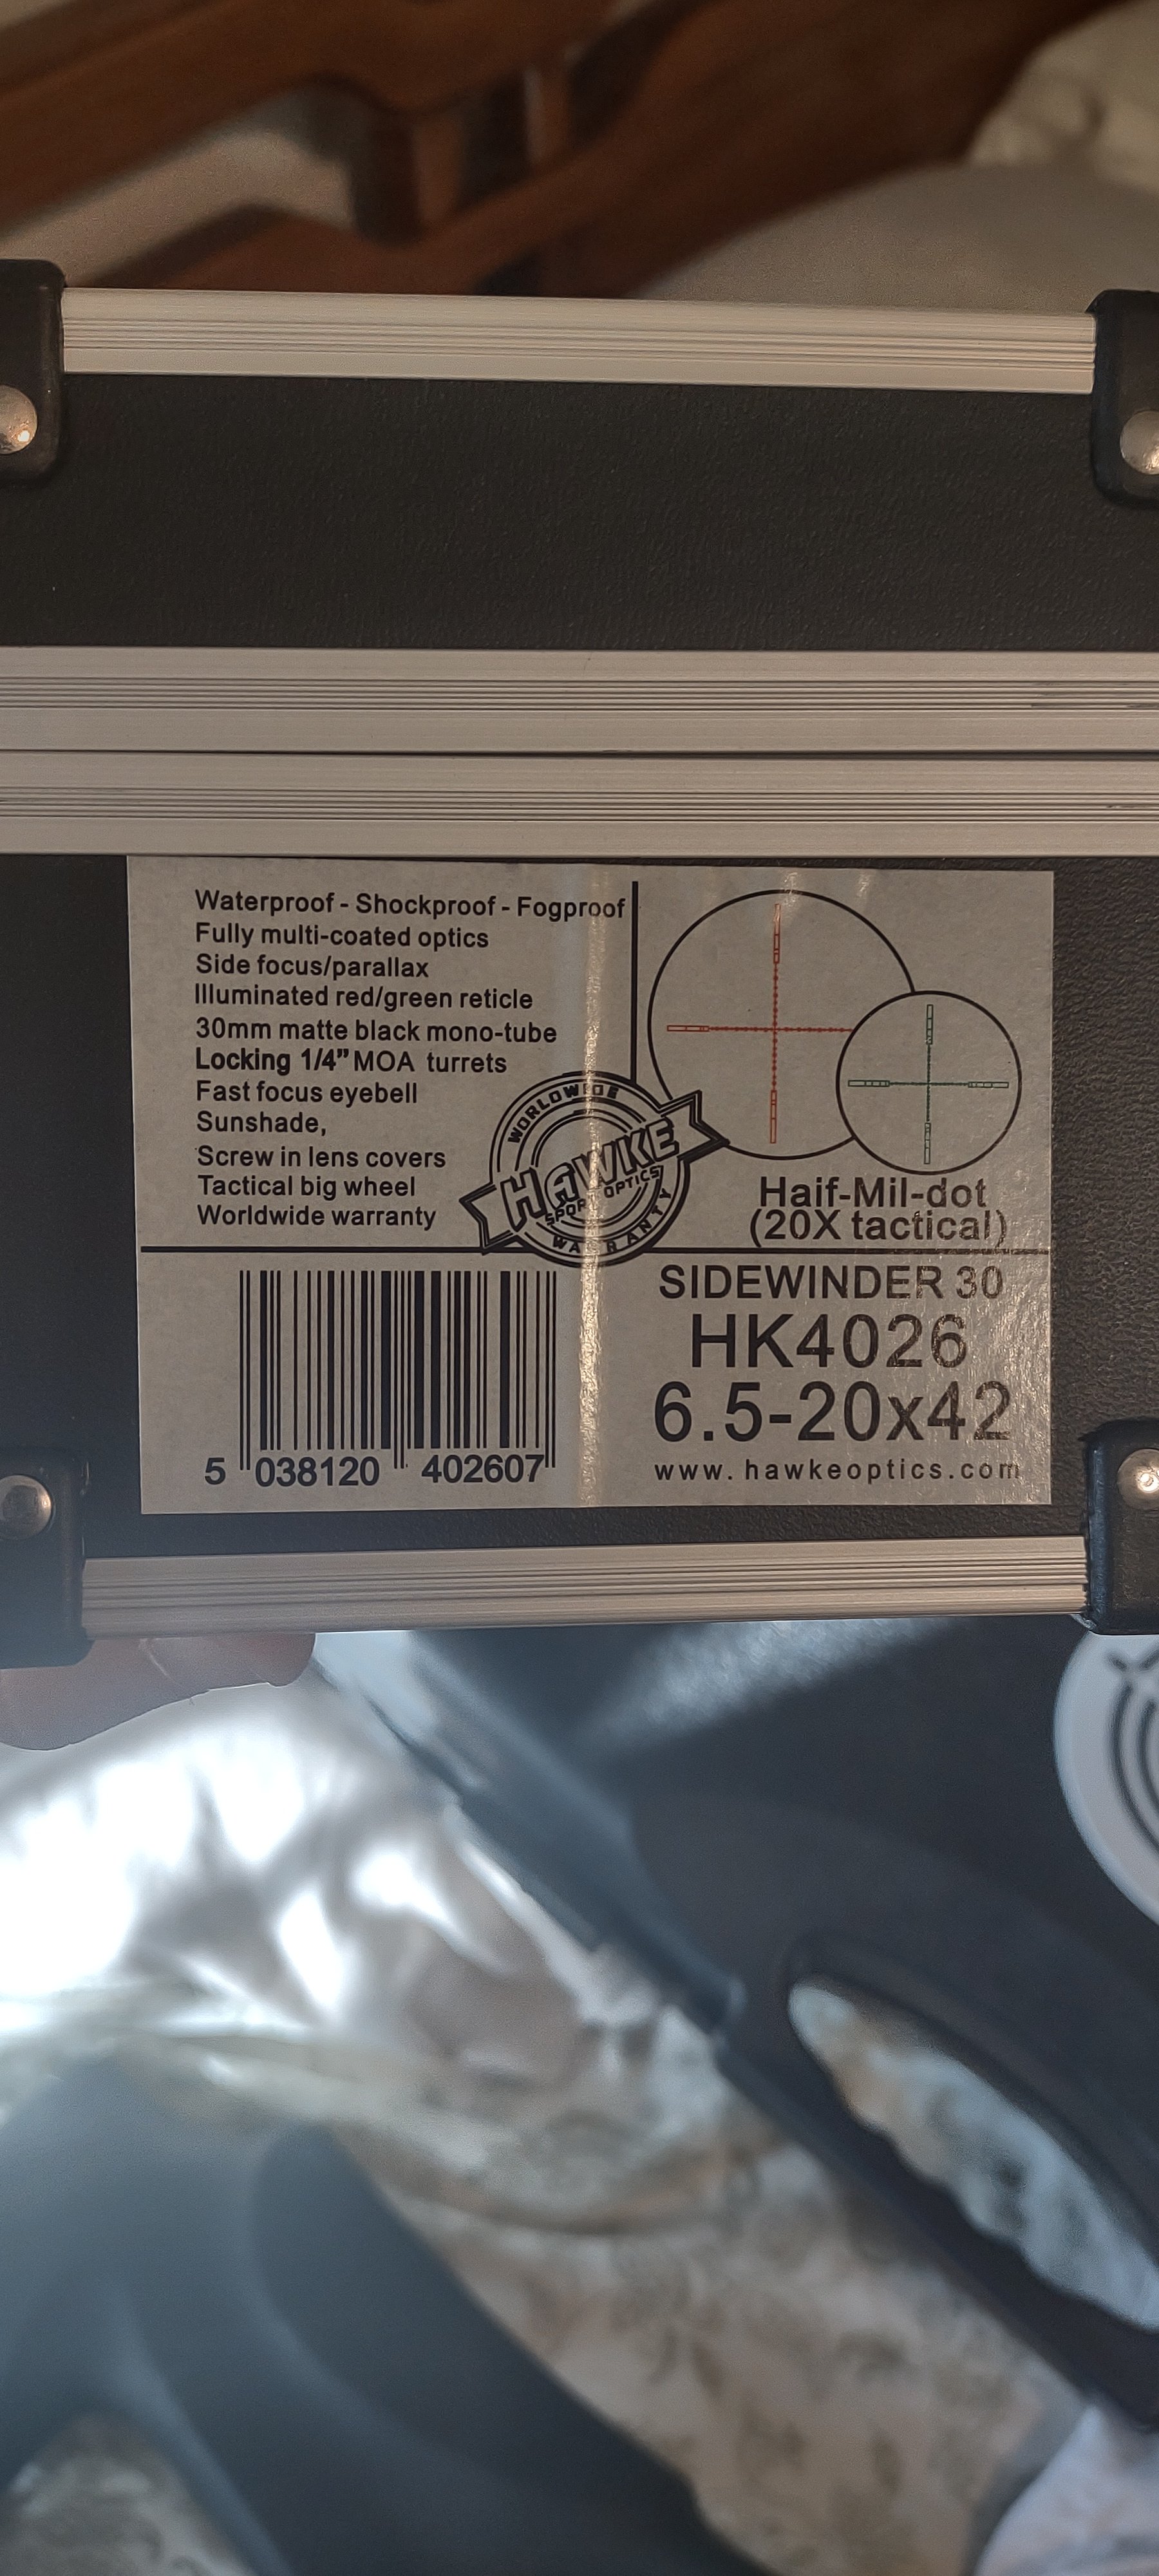 Waterproof - Shockproof - Fogproof
Fully multi-coated optics
Side focus/parallax
Illuminated red/green reticle
30mm matte black mono-tube
Locking 1/4” MOA turrets
Fast focus eyebell
Sunshade,
Screw in lens covers
Tactical big wheel
Worldwide warranty
WORLDWIDE
HAWKE
SPORT OPTICS
WARRANTY
Haif-Mil-dot
(20X tactical)
5 038120 402607
SIDEWINDER 30
HK4026
6.5-20x42
www.hawkeoptics.com